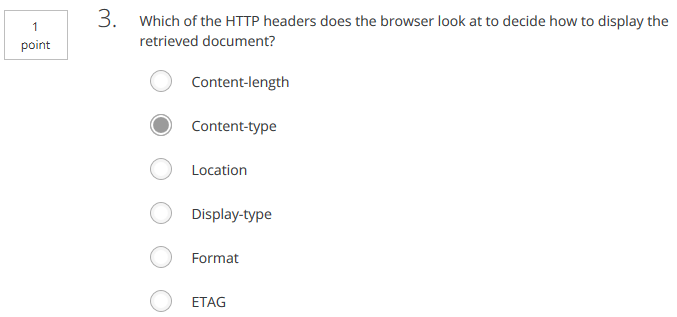 1
point
3. Which of the HTTP headers does the browser look at to decide how to display the
retrieved document?
Content-length
Content-type
Location
Display-type
Format
ETAG